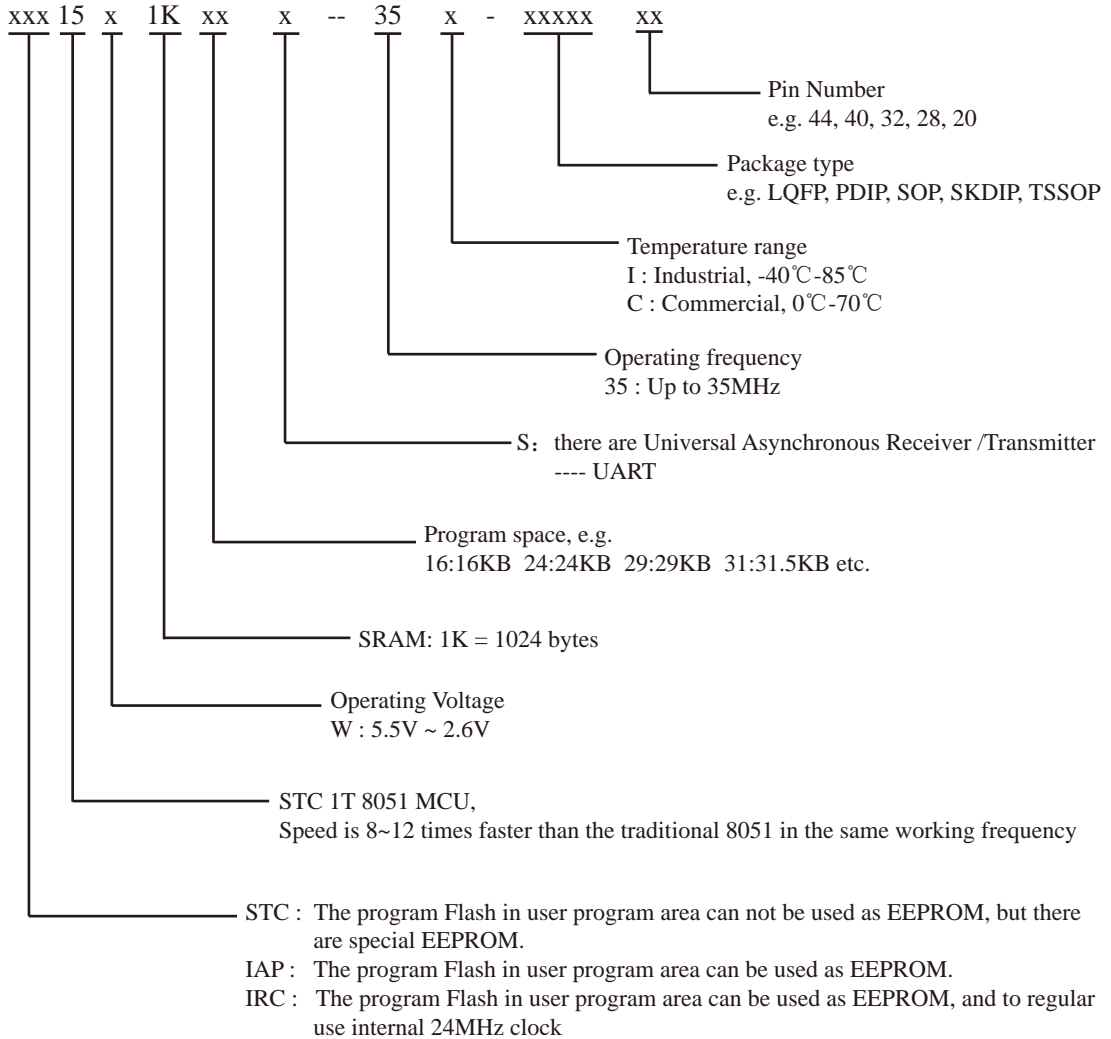 xxx 15 x 1K xx x -- 35 x - xxxxx xx
Pin Number
e.g. 44, 40, 32, 28, 20
Package type
e.g. LQFP, PDIP, SOP, SKDIP, TSSOP
Temperature range
I : Industrial, -40℃-85℃
C : Commercial, 0℃-70℃
Operating frequency
35 : Up to 35MHz
S：there are Universal Asynchronous Receiver /Transmitter
---- UART
Program space, e.g.
16:16KB 24:24KB 29:29KB 31:31.5KB etc.
SRAM: 1K = 1024 bytes
Operating Voltage
W : 5.5V ~ 2.6V
STC 1T 8051 MCU,
Speed is 8~12 times faster than the traditional 8051 in the same working frequency
STC : The program Flash in user program area can not be used as EEPROM, but there
are special EEPROM.
IAP : The program Flash in user program area can be used as EEPROM.
IRC : The program Flash in user program area can be used as EEPROM, and to regular
use internal 24MHz clock